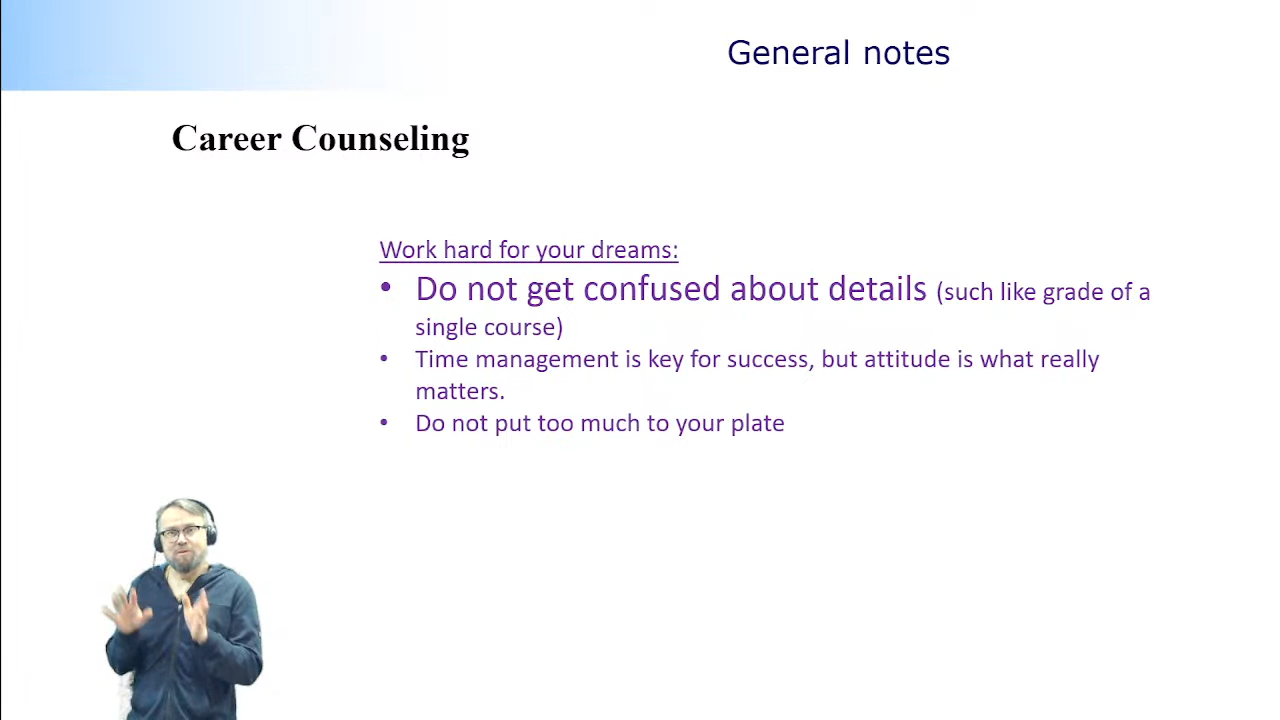 General notes
Career Counseling
Work hard for your dreams:
• Do not get confused about details (such like grade of a
single course)
• Time management is key for success, but attitude is what really
matters.
• Do not put too much to your plate